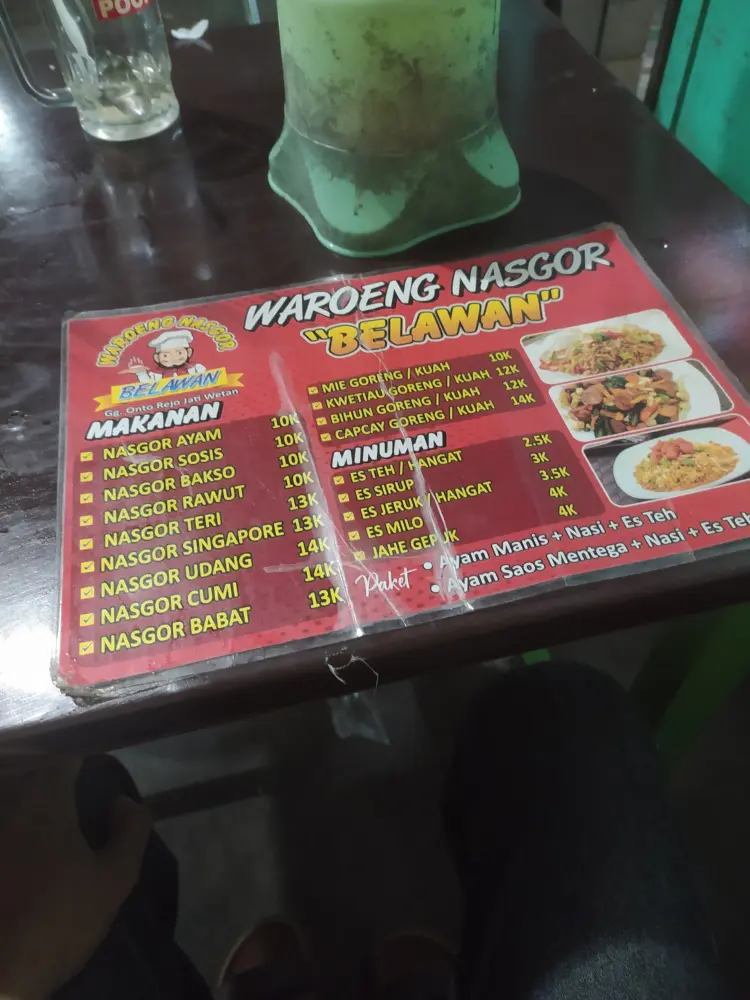 POO
WAROENG NASGOR
"BELAWAN"
WAROENG NASGOR
BELAWAN
Gg. Onto Rejo Jati Wetan
MAKANAN
NASGOR AYAM 10K
NASGOR SOSIS 10K
NASGOR BAKSO 10K
NASGOR RAWUT 10K
NASGOR TERI 13K
NASGOR SINGAPORE 13K
NASGOR UDANG 14K
NASGOR CUMI 14K
NASGOR BABAT 13K
MIE GORENG / KUAH 10K
KWETIAU GORENG / KUAH 12K
BIHUN GORENG / KUAH 12K
CAPCAY GORENG / KUAH 14K
MINUMAN
ES TEH / HANGAT 2.5K
ES SIRUP 3K
ES JERUK / HANGAT 3.5K
ES MILO 4K
JAHE GEPUK 4K
Paket
• Ayam Manis + Nasi + Es Teh
• Ayam Saos Mentega + Nasi + Es Teh